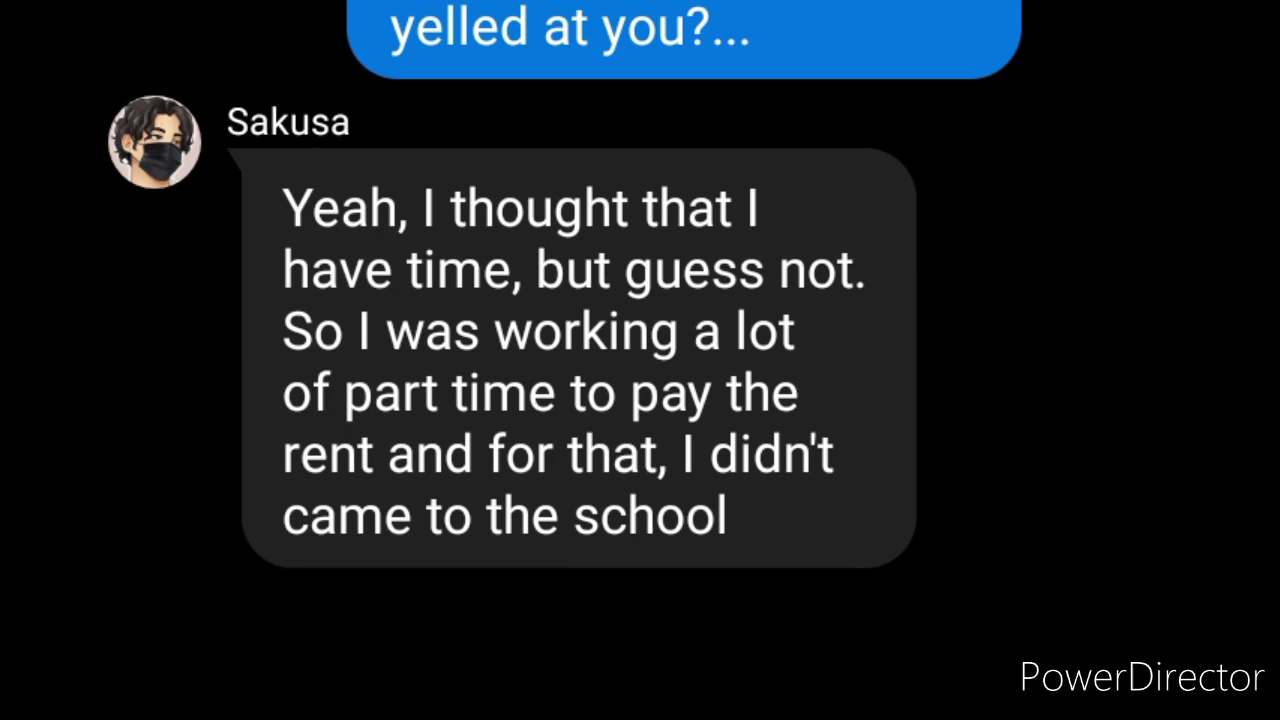 yelled at you?...
Sakusa
Yeah, I thought that I
have time, but guess not.
So I was working a lot
of part time to pay the
rent and for that, I didn't
came to the school
PowerDirector